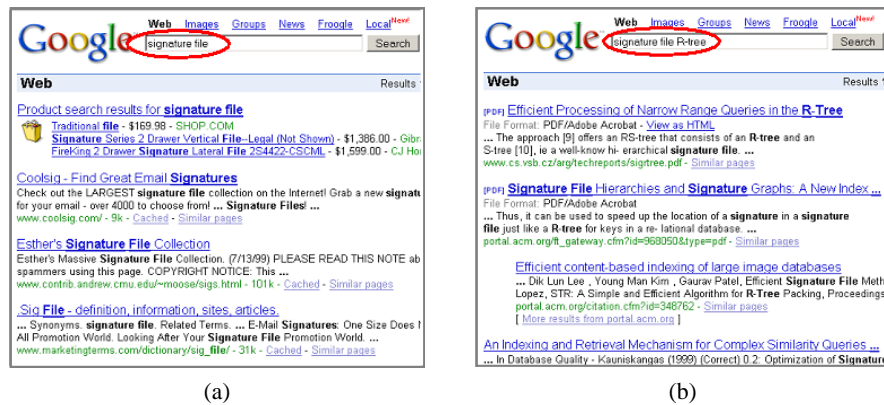 Web Images Groups News Froogle Local New!
Google
signature file
Search
Web Results
Product search results for signature file
Traditional file - $169.98 - SHOP.COM
Signature Series 2 Drawer Vertical File--Legal (Not Shown) - $1,386.00 - Gibr
FireKing 2 Drawer Signature Lateral File 2S4422-CSCML - $1,599.00 - CJ Ho
Coolsig - Find Great Email Signatures
Check out the LARGEST signature file collection on the Internet! Grab a new signatu
for your email - over 4000 to choose from! ... Signature Files! ...
www.coolsig.com/ - 9k - Cached - Similar pages
Esther's Signature File Collection
Esther's Massive Signature File Collection. (7/13/99) PLEASE READ THIS NOTE ab
spammers using this page. COPYRIGHT NOTICE: This ...
www.contrib.andrew.cmu.edu/~moose/sigs.html - 101k - Cached - Similar pages
.Sig File - definition, information, sites, articles.
... Synonyms. signature file. Related Terms. ... E-Mail Signatures: One Size Does
All Promotion World. Looking After Your Signature File Promotion World. ...
www.marketingterms.com/dictionary/sig_file/ - 31k - Cached - Similar pages
(a)
Web Images Groups News Froogle Local New!
Google
signature file R-tree
Search
Web Results
[PDF] Efficient Processing of Narrow Range Queries in the R-Tree
File Format: PDF/Adobe Acrobat - View as HTML
... The approach [9] offers an RS-tree that consists of an R-tree and an
S-tree [10], ie a well-know hi- erarchical signature file. ...
www.cs.vsb.cz/arg/techreports/sigrtree.pdf - Similar pages
[PDF] Signature File Hierarchies and Signature Graphs: A New Index ...
File Format: PDF/Adobe Acrobat
... Thus, it can be used to speed up the location of a signature in a signature
file just like a R-tree for keys in a re- lational database. ...
portal.acm.org/ft_gateway.cfm?id=968050&type=pdf - Similar pages
Efficient content-based indexing of large image databases
... Dik Lun Lee , Young Man Kim , Gaurav Patel, Efficient Signature File Meth
Lopez, STR: A Simple and Efficient Algorithm for R-Tree Packing, Proceedings
portal.acm.org/citation.cfm?id=348762 - Similar pages
[ More results from portal.acm.org ]
An Indexing and Retrieval Mechanism for Complex Similarity Queries ...
... In Database Quality - Kauniskangas (1999) (Correct) 0.2: Optimization of Signature
(b)